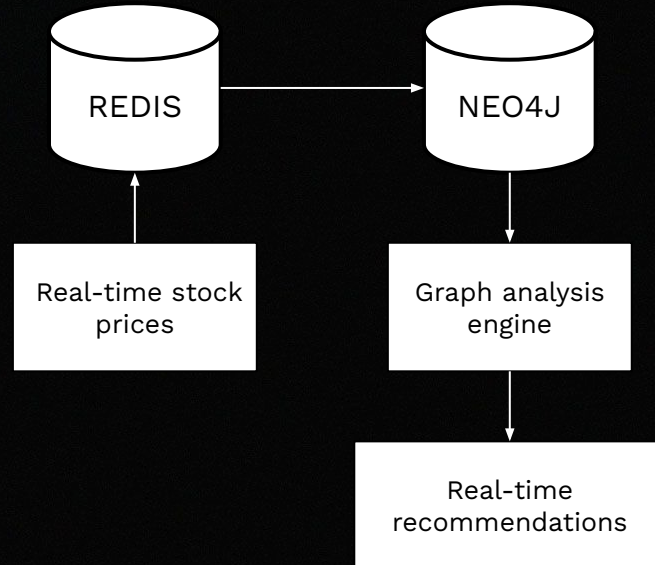 REDIS
NEO4J
Real-time stock
prices
Graph analysis
engine
Real-time
recommendations